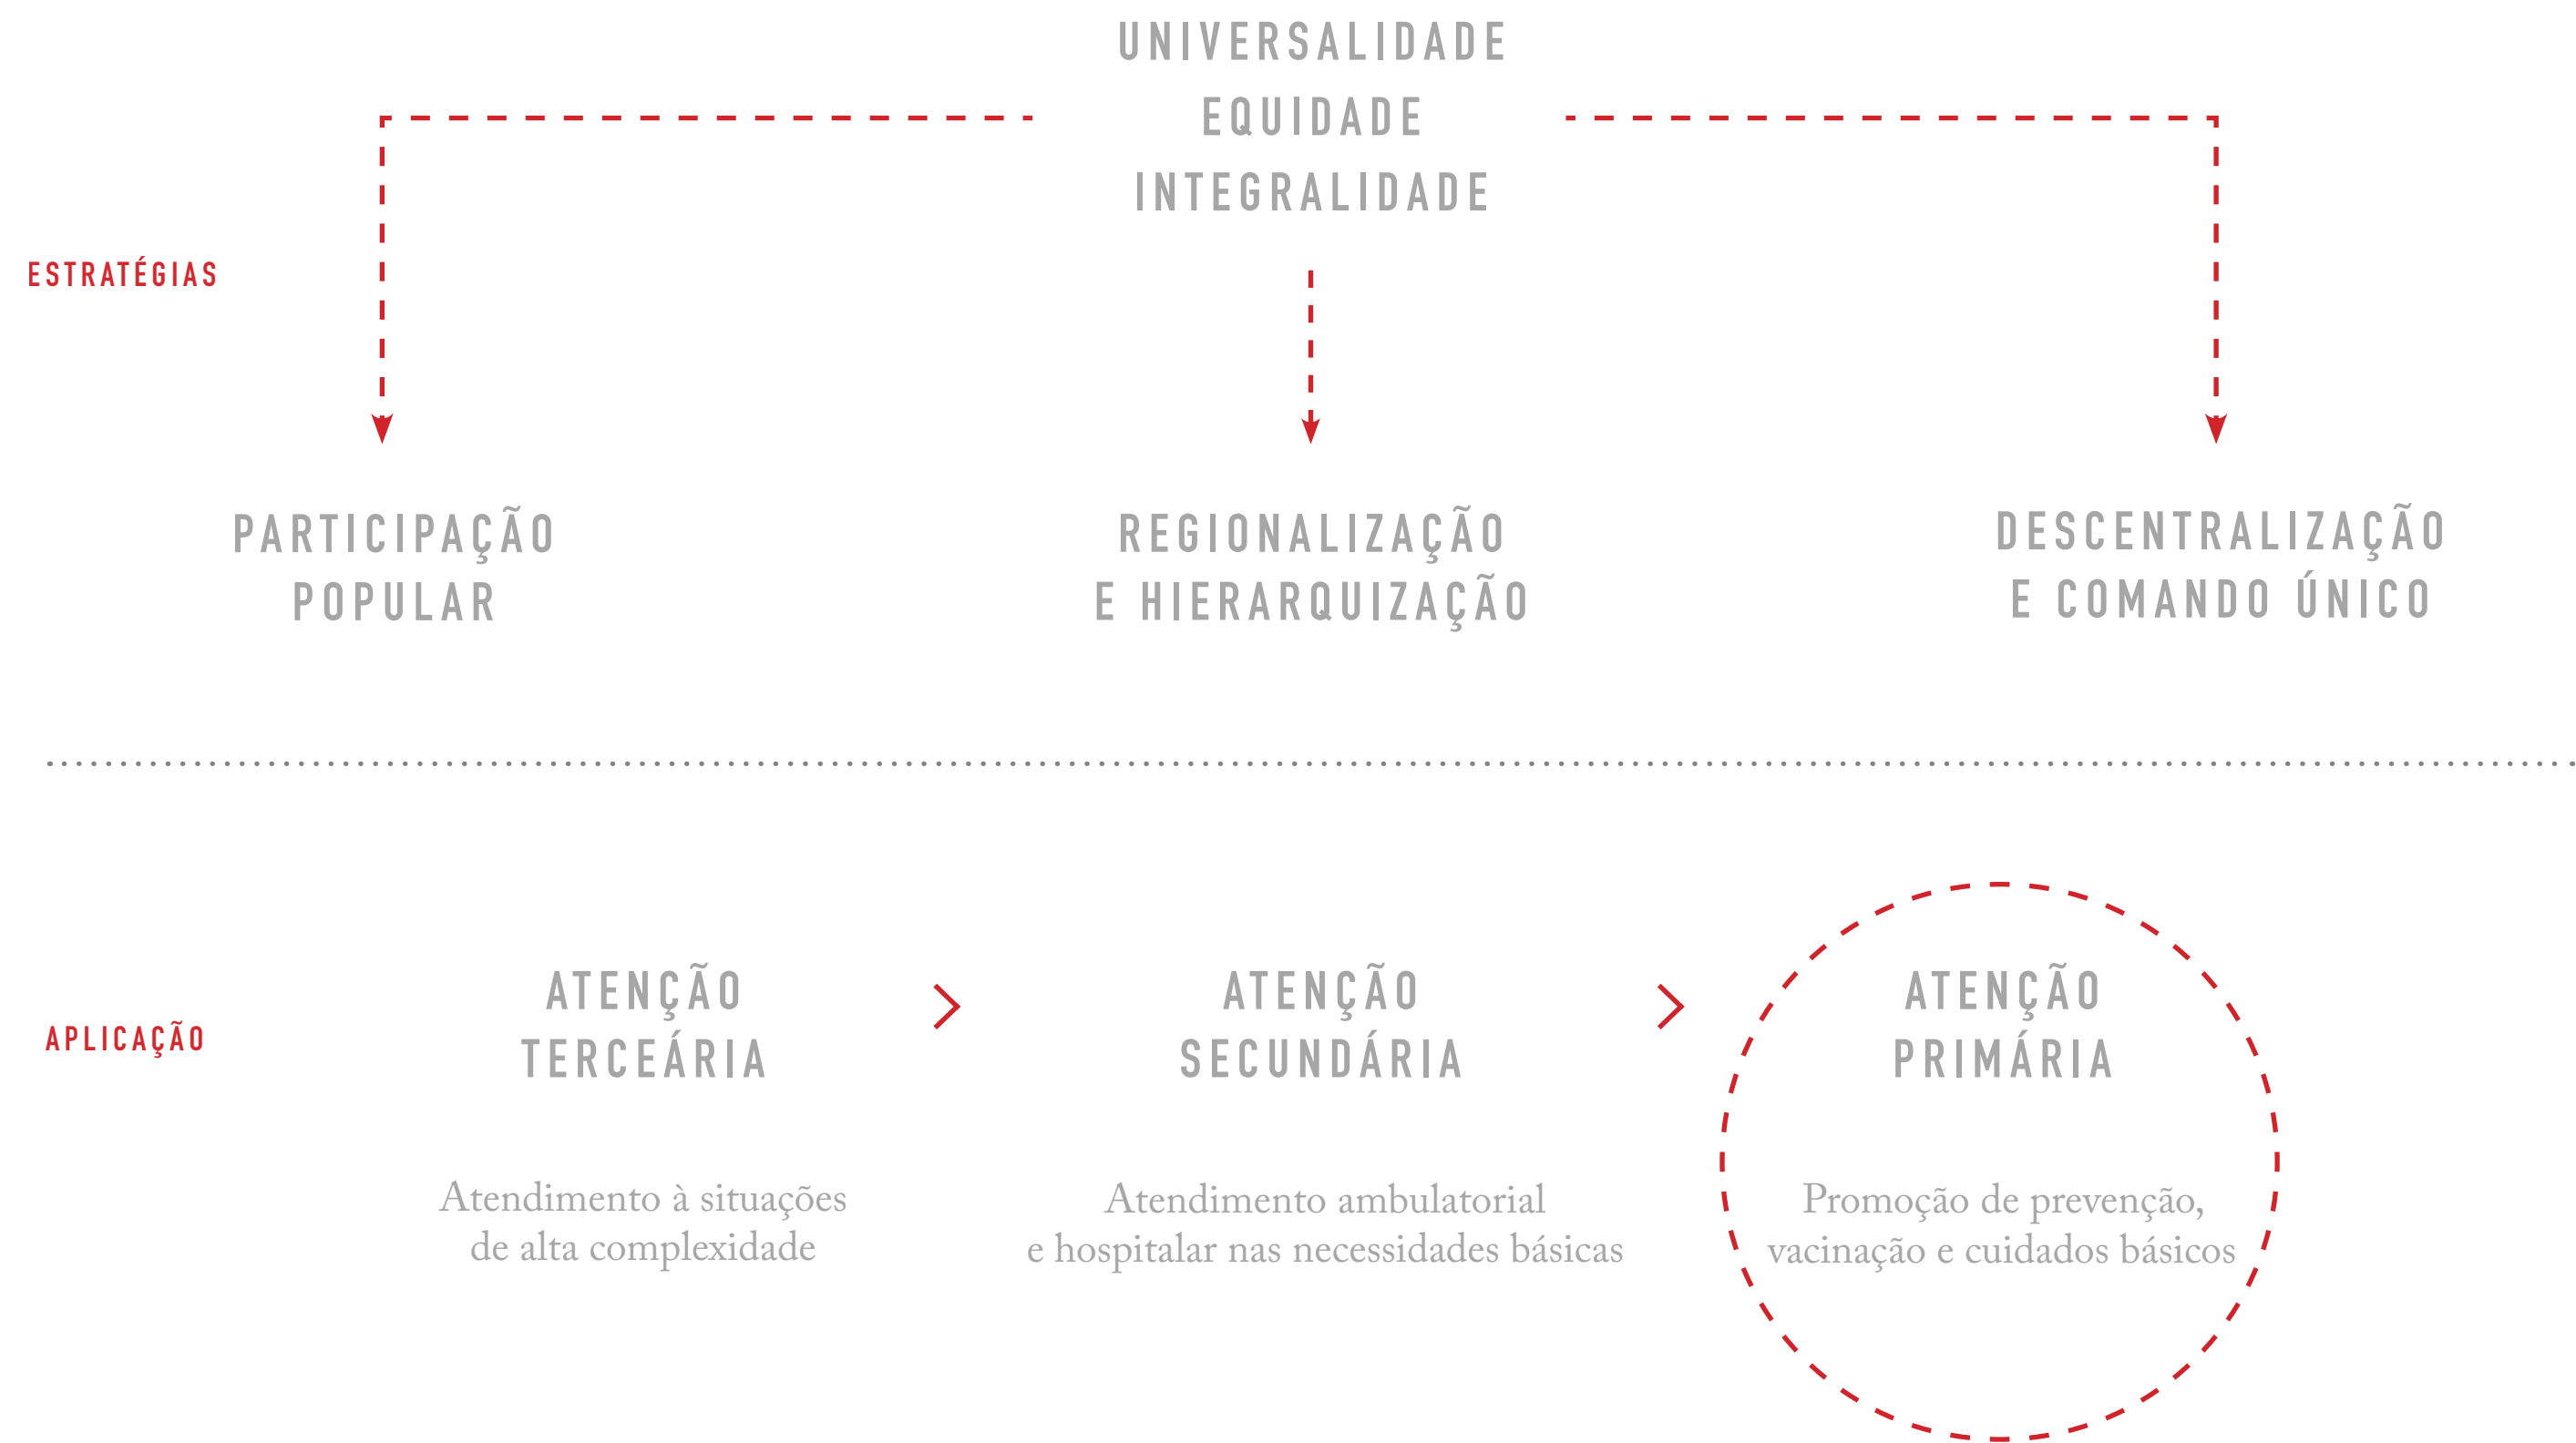 UNIVERSALIDADE
EQUIDADE
INTEGRALIDADE
ESTRATÉGIAS
PARTICIPAÇÃO
POPULAR
REGIONALIZAÇÃO
E HIERARQUIZAÇÃO
DESCENTRALIZAÇÃO
E COMANDO ÚNICO
APLICAÇÃO
ATENÇÃO
TERCEÁRIA
Atendimento à situações
de alta complexidade
>
ATENÇÃO
SECUNDÁRIA
Atendimento ambulatorial
e hospitalar nas necessidades básicas
>
ATENÇÃO
PRIMÁRIA
Promoção de prevenção,
vacinação e cuidados básicos